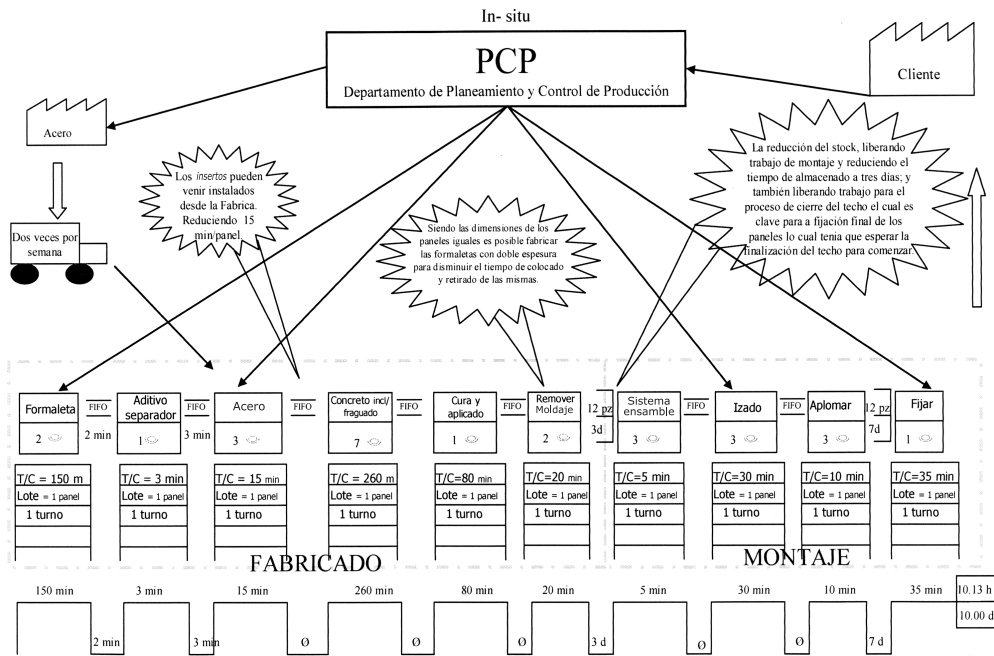 In- situ
PCP
Departamento de Planeamiento y Control de Producción
Cliente
Acero
Dos veces por
semana
Los insertos pueden
venir instalados
desde la Fabrica.
Reduciendo 15
min/panel.
Siendo las dimensiones de los
paneles iguales es posible fabricar
las formaletas con doble espesura
para disminuir el tiempo de colocado
y retirado de las mismas.
La reducción del stock, liberando
trabajo de montaje y reduciendo el
tiempo de almacenado a tres dias; y
también liberando trabajo para el
proceso de cierre del techo el cual es
clave para a fijación final de los
paneles lo cual tenia que esperar la
finalización del techo para comenzar.
Formaleta
2
FIFO
2 min
Aditivo
separador
1
FIFO
3 min
Acero
3
FIFO
Concreto incl/
fraguado
7
FIFO
Cura y
aplicado
1
FIFO
Remover
Moldaje
2
12 pz
3d
Sistema
ensamble
3
FIFO
Izado
3
FIFO
Aplomar
3
12 pz
7d
Fijar
1
T/C = 150 m
Lote = 1 panel
1 turno
T/C = 3 min
Lote = 1 panel
1 turno
T/C = 15 min
Lote = 1 panel
1 turno
T/C = 260 m
Lote = 1 panel
1 turno
T/C=80 min
Lote = 1 panel
1 turno
T/C=20 min
Lote = 1 panel
1 turno
T/C=5 min
Lote = 1 panel
1 turno
T/C=30 min
Lote = 1 panel
1 turno
T/C=10 min
Lote = 1 panel
1 turno
T/C=35 min
Lote = 1 panel
1 turno
FABRICADO
MONTAJE
150 min
3 min
15 min
260 min
80 min
20 min
5 min
30 min
10 min
35 min
10.13 h
10.00 d
2 min
3 min
Ø
Ø
Ø
3 d
Ø
Ø
7 d